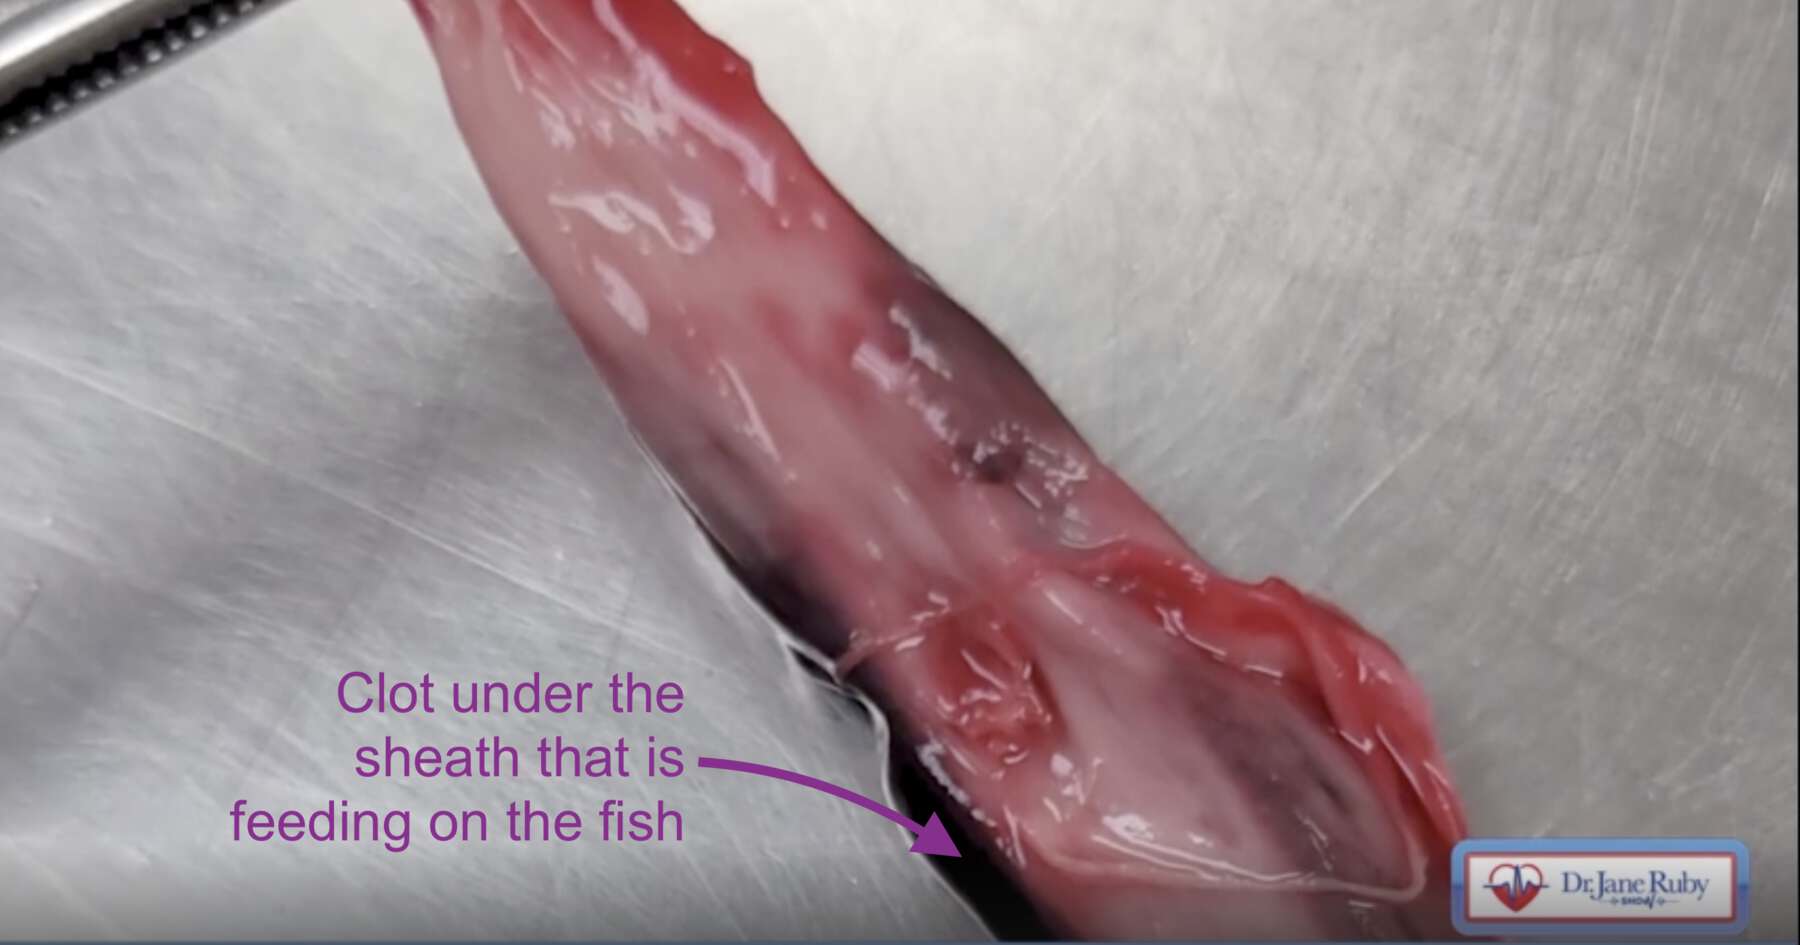 Clot under the
sheath that is
feeding on the fish
Dr. Jane Ruby
SHOW